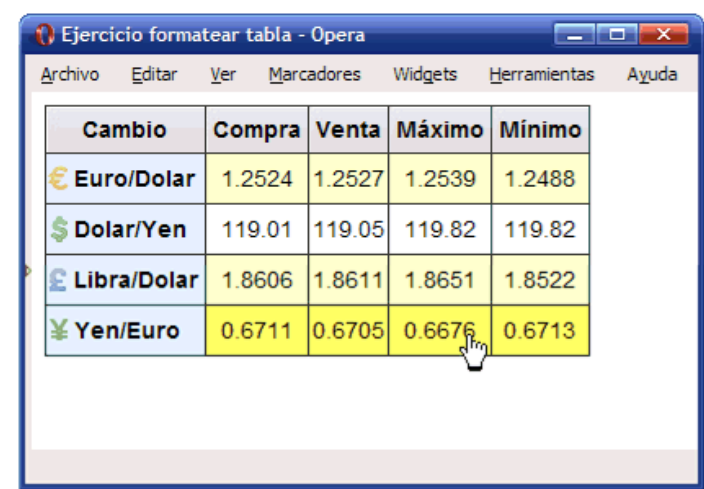 Ejercicio formatear tabla - Opera
Archivo Editar Ver Marcadores Widgets Herramientas Ayuda
Cambio Compra Venta Máximo Mínimo
€ Euro/Dolar 1.2524 1.2527 1.2539 1.2488
$ Dolar/Yen 119.01 119.05 119.82 119.82
£ Libra/Dolar 1.8606 1.8611 1.8651 1.8522
¥ Yen/Euro 0.6711 0.6705 0.6676 0.6713